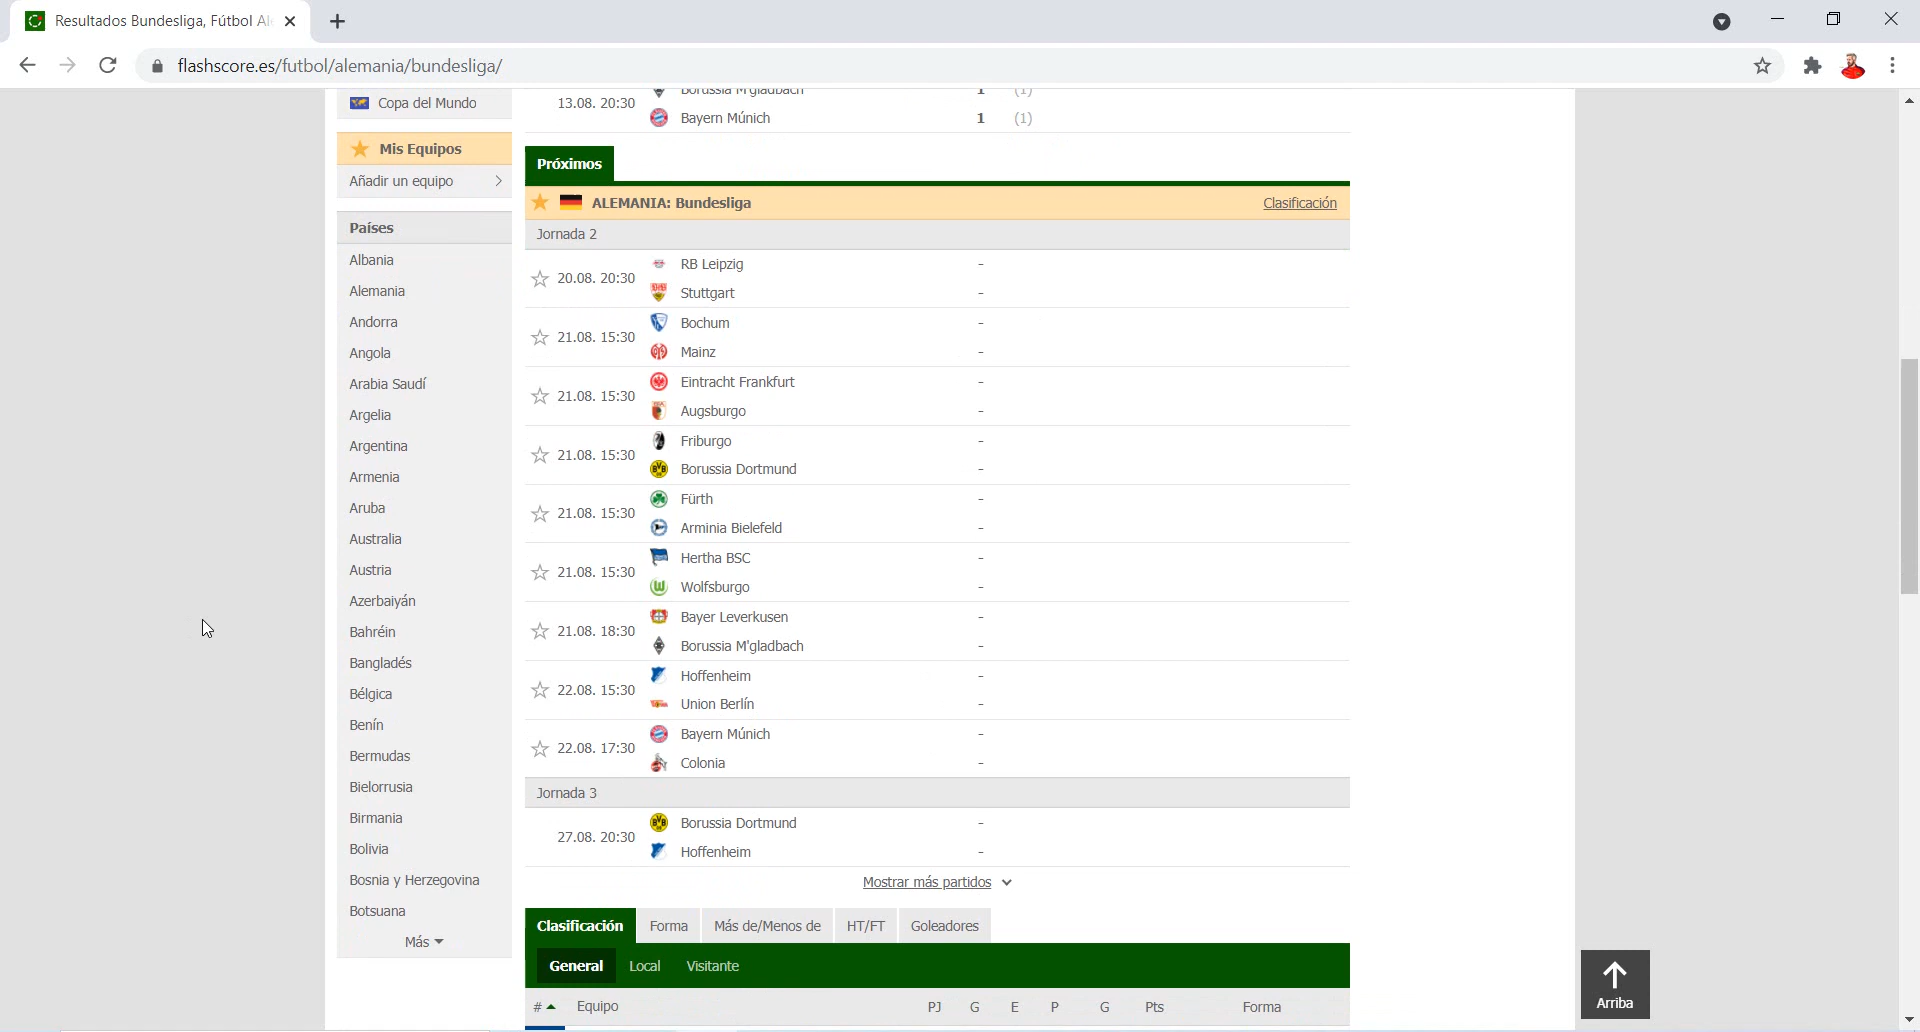 Resultados Bundesliga, Fútbol Al
flashscore.es/futbol/alemania/bundesliga/
Copa del Mundo
Mis Equipos
Añadir un equipo
Países
Albania
Alemania
Andorra
Angola
Arabia Saudí
Argelia
Argentina
Armenia
Aruba
Australia
Austria
Azerbaiyán
Bahréin
Bangladés
Bélgica
Benín
Bermudas
Bielorrusia
Birmania
Bolivia
Bosnia y Herzegovina
Botsuana
Más
Borussia M'gladbach 1 (1)
13.08. 20:30
Bayern Múnich 1 (1)
Próximos
ALEMANIA: Bundesliga Clasificación
Jornada 2
RB Leipzig -
20.08. 20:30
Stuttgart -
Bochum -
21.08. 15:30
Mainz -
Eintracht Frankfurt -
21.08. 15:30
Augsburgo -
Friburgo -
21.08. 15:30
Borussia Dortmund -
Fürth -
21.08. 15:30
Arminia Bielefeld -
Hertha BSC -
21.08. 15:30
Wolfsburgo -
Bayer Leverkusen -
21.08. 18:30
Borussia M'gladbach -
Hoffenheim -
22.08. 15:30
Union Berlín -
Bayern Múnich -
22.08. 17:30
Colonia -
Jornada 3
Borussia Dortmund -
27.08. 20:30
Hoffenheim -
Mostrar más partidos
Clasificación Forma Más de/Menos de HT/FT Goleadores
General Local Visitante
# Equipo PJ G E P G Pts Forma
Arriba